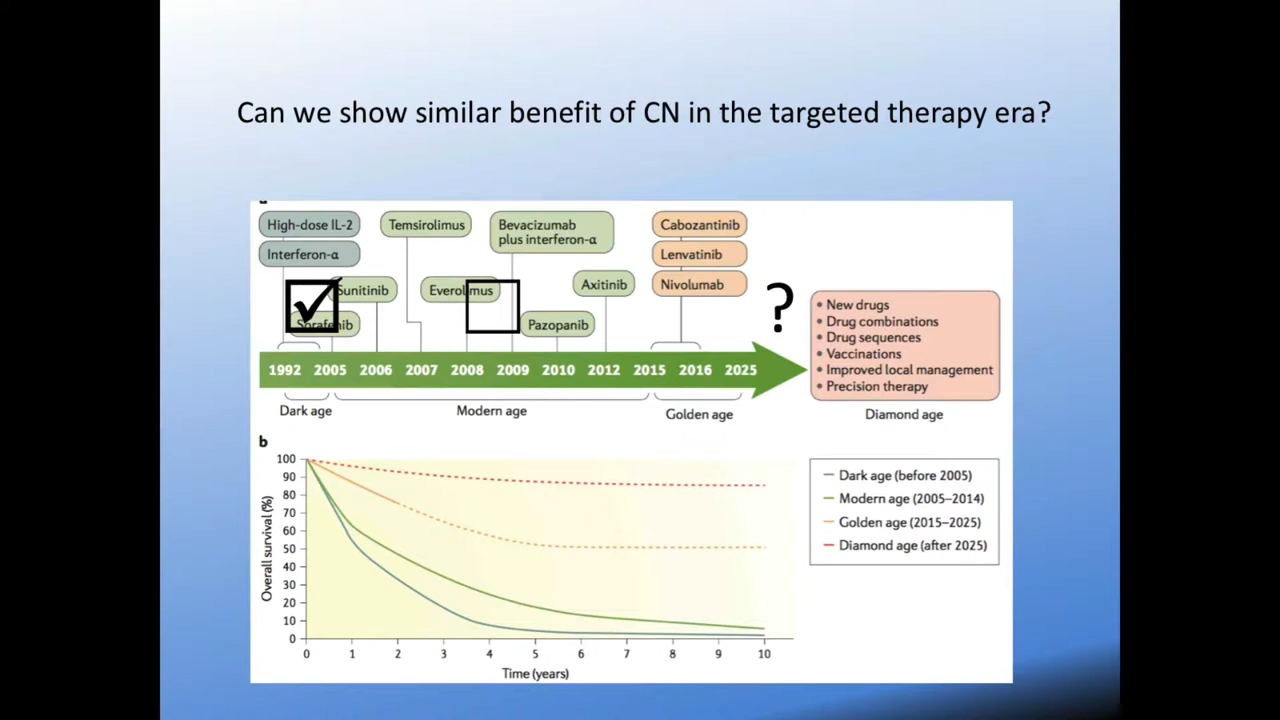 Can we show similar benefit of CN in the targeted therapy era?
High-dose IL-2
Temsirolimus
Bevacizumab
plus interferon-α
Cabozantinib
Interferon-α
Lenvatinib
Sunitinib
Everolimus
Axitinib
Nivolumab
?
Sorafenib
Pazopanib
• New drugs
• Drug combinations
• Drug sequences
• Vaccinations
• Improved local management
• Precision therapy
1992 2005 2006 2007 2008 2009 2010 2012 2015 2016 2025
Dark age
Modern age
Golden age
Diamond age
b
Overall survival (%)
100
90
80
70
60
50
40
30
20
10
0
0 1 2 3 4 5 6 7 8 9 10
Time (years)
Dark age (before 2005)
Modern age (2005–2014)
Golden age (2015–2025)
Diamond age (after 2025)